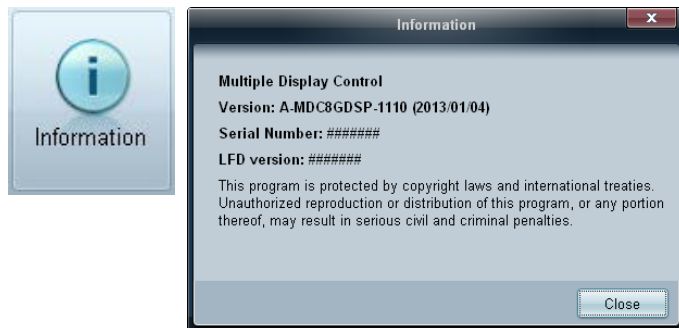 Information
Information
x
Multiple Display Control
Version: A-MDC8GDSP-1110 (2013/01/04)
Serial Number: #######
LFD version: #######
This program is protected by copyright laws and international treaties.
Unauthorized reproduction or distribution of this program, or any portion
thereof, may result in serious civil and criminal penalties.
Close